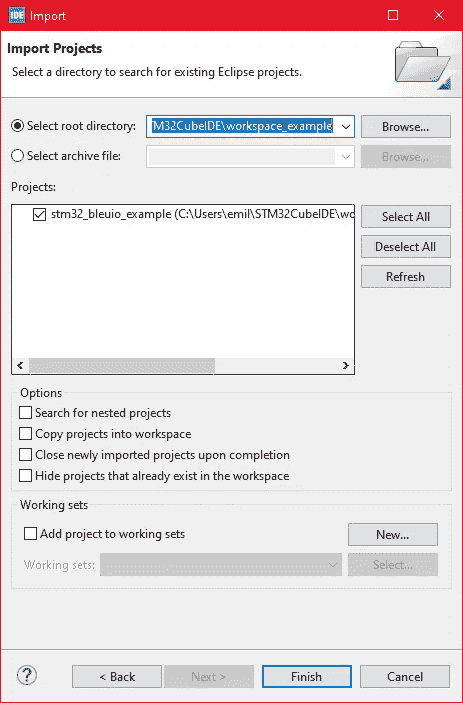 IDE Import
Import Projects
Select a directory to search for existing Eclipse projects.
Select root directory: M32CubeIDE\workspace_example Browse...
Select archive file: Browse...
Projects:
stm32_bleuio_example (C:\Users\emil\STM32CubeIDE\wo
Select All
Deselect All
Refresh
Options
Search for nested projects
Copy projects into workspace
Close newly imported projects upon completion
Hide projects that already exist in the workspace
Working sets
Add project to working sets New...
Working sets: Select...
? < Back Next > Finish Cancel